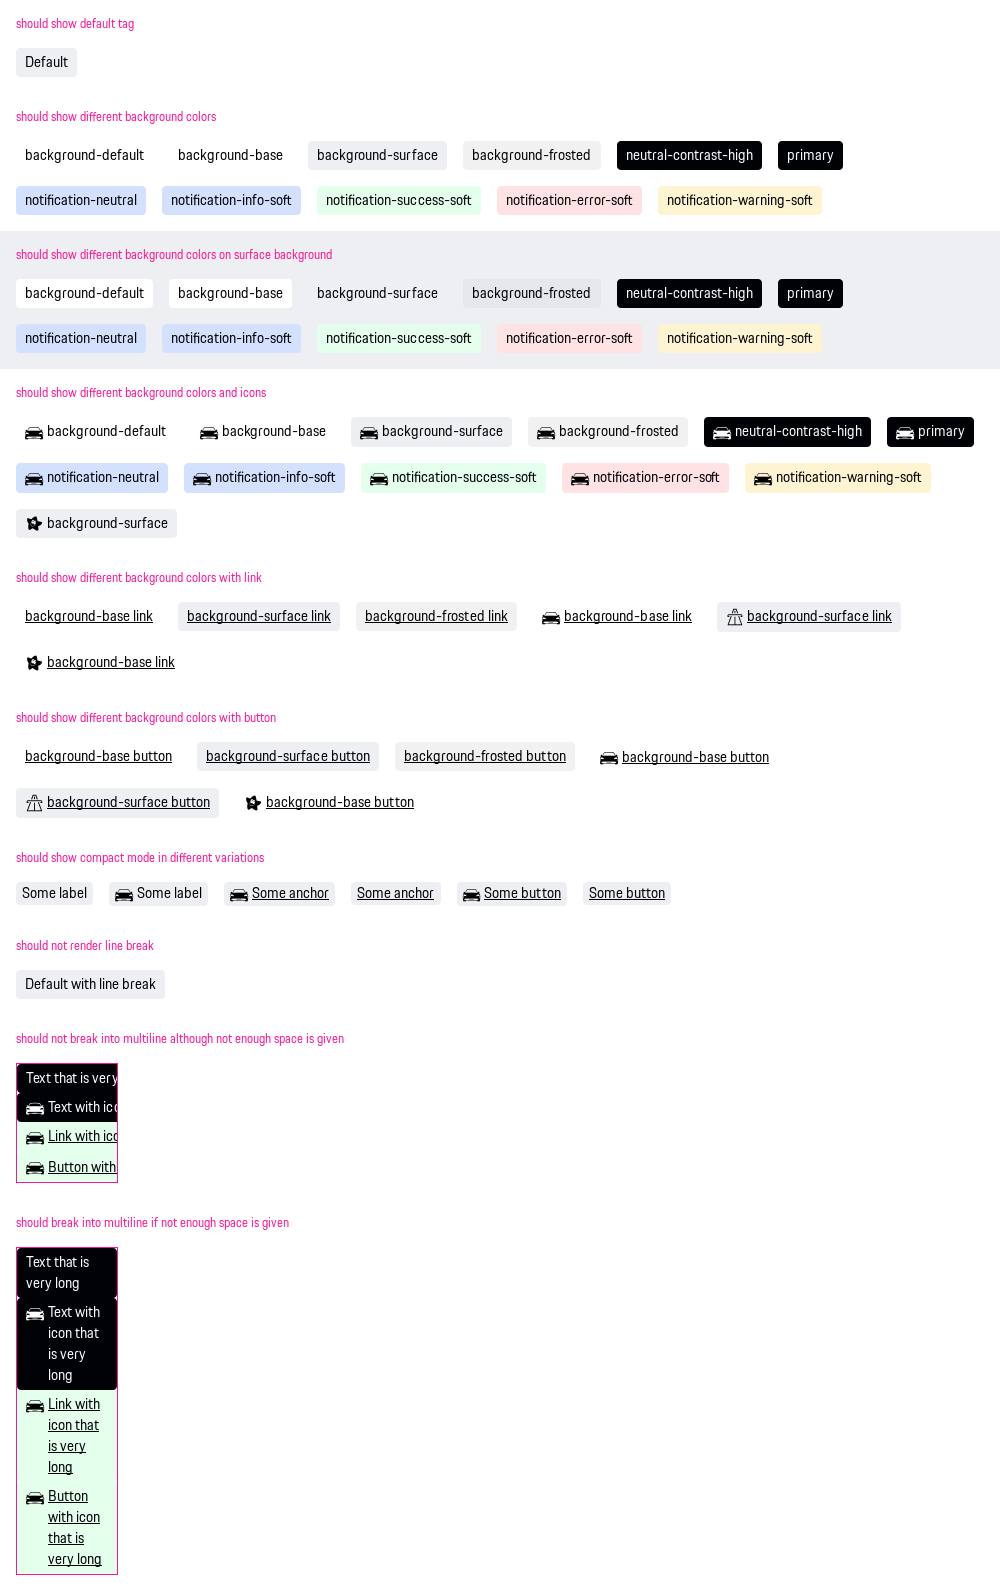 should show default tag
Default
should show different background colors
background-default background-base background-surface background-frosted neutral-contrast-high primary
notification-neutral notification-info-soft notification-success-soft notification-error-soft notification-warning-soft
should show different background colors on surface background
background-default background-base background-surface background-frosted neutral-contrast-high primary
notification-neutral notification-info-soft notification-success-soft notification-error-soft notification-warning-soft
should show different background colors and icons
background-default background-base background-surface background-frosted neutral-contrast-high primary
notification-neutral notification-info-soft notification-success-soft notification-error-soft notification-warning-soft
background-surface
should show different background colors with link
background-base link background-surface link background-frosted link background-base link background-surface link
background-base link
should show different background colors with button
background-base button background-surface button background-frosted button background-base button
background-surface button background-base button
should show compact mode in different variations
Some label Some label Some anchor Some anchor Some button Some button
should not render line break
Default with line break
should not break into multiline although not enough space is given
Text that is very
Text with ico
Link with ico
Button with
should break into multiline if not enough space is given
Text that is
very long
Text with
icon that
is very
long
Link with
icon that
is very
long
Button
with icon
that is
very long